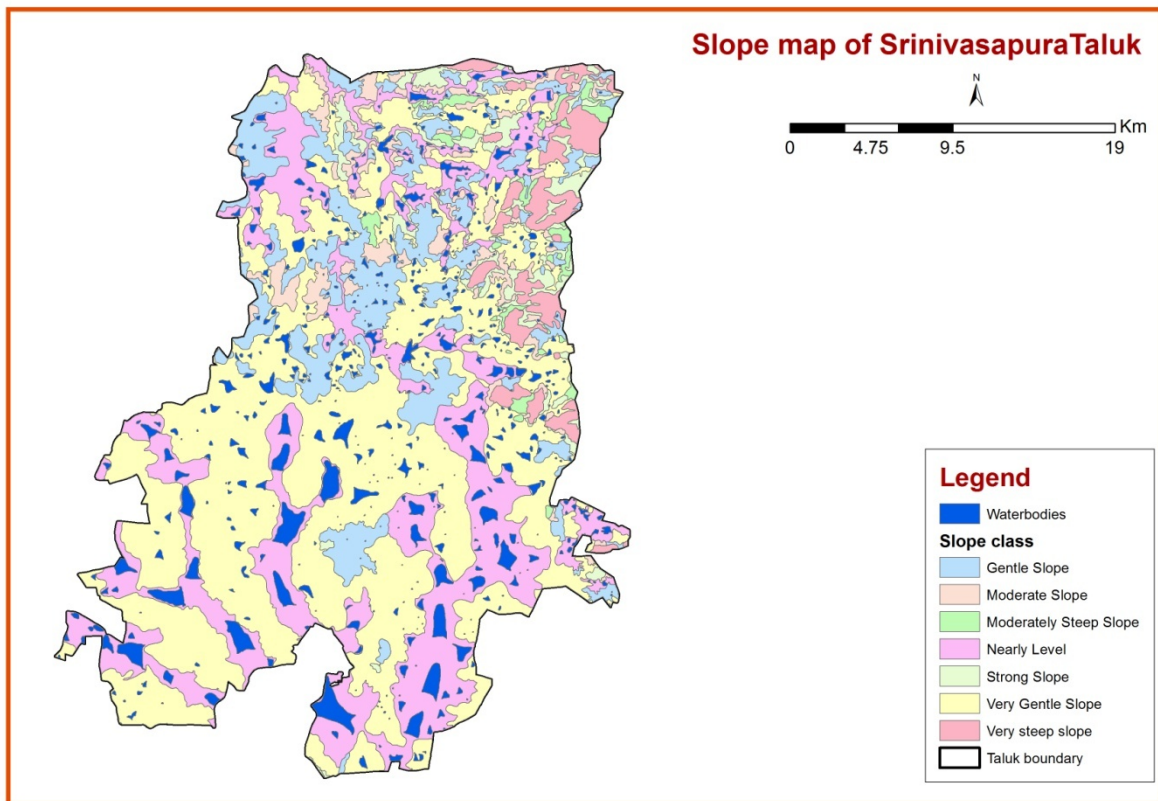 Slope map of SrinivasapuraTaluk
N
Km
0 4.75 9.5 19
Legend
Waterbodies
Slope class
Gentle Slope
Moderate Slope
Moderately Steep Slope
Nearly Level
Strong Slope
Very Gentle Slope
Very steep slope
Taluk boundary